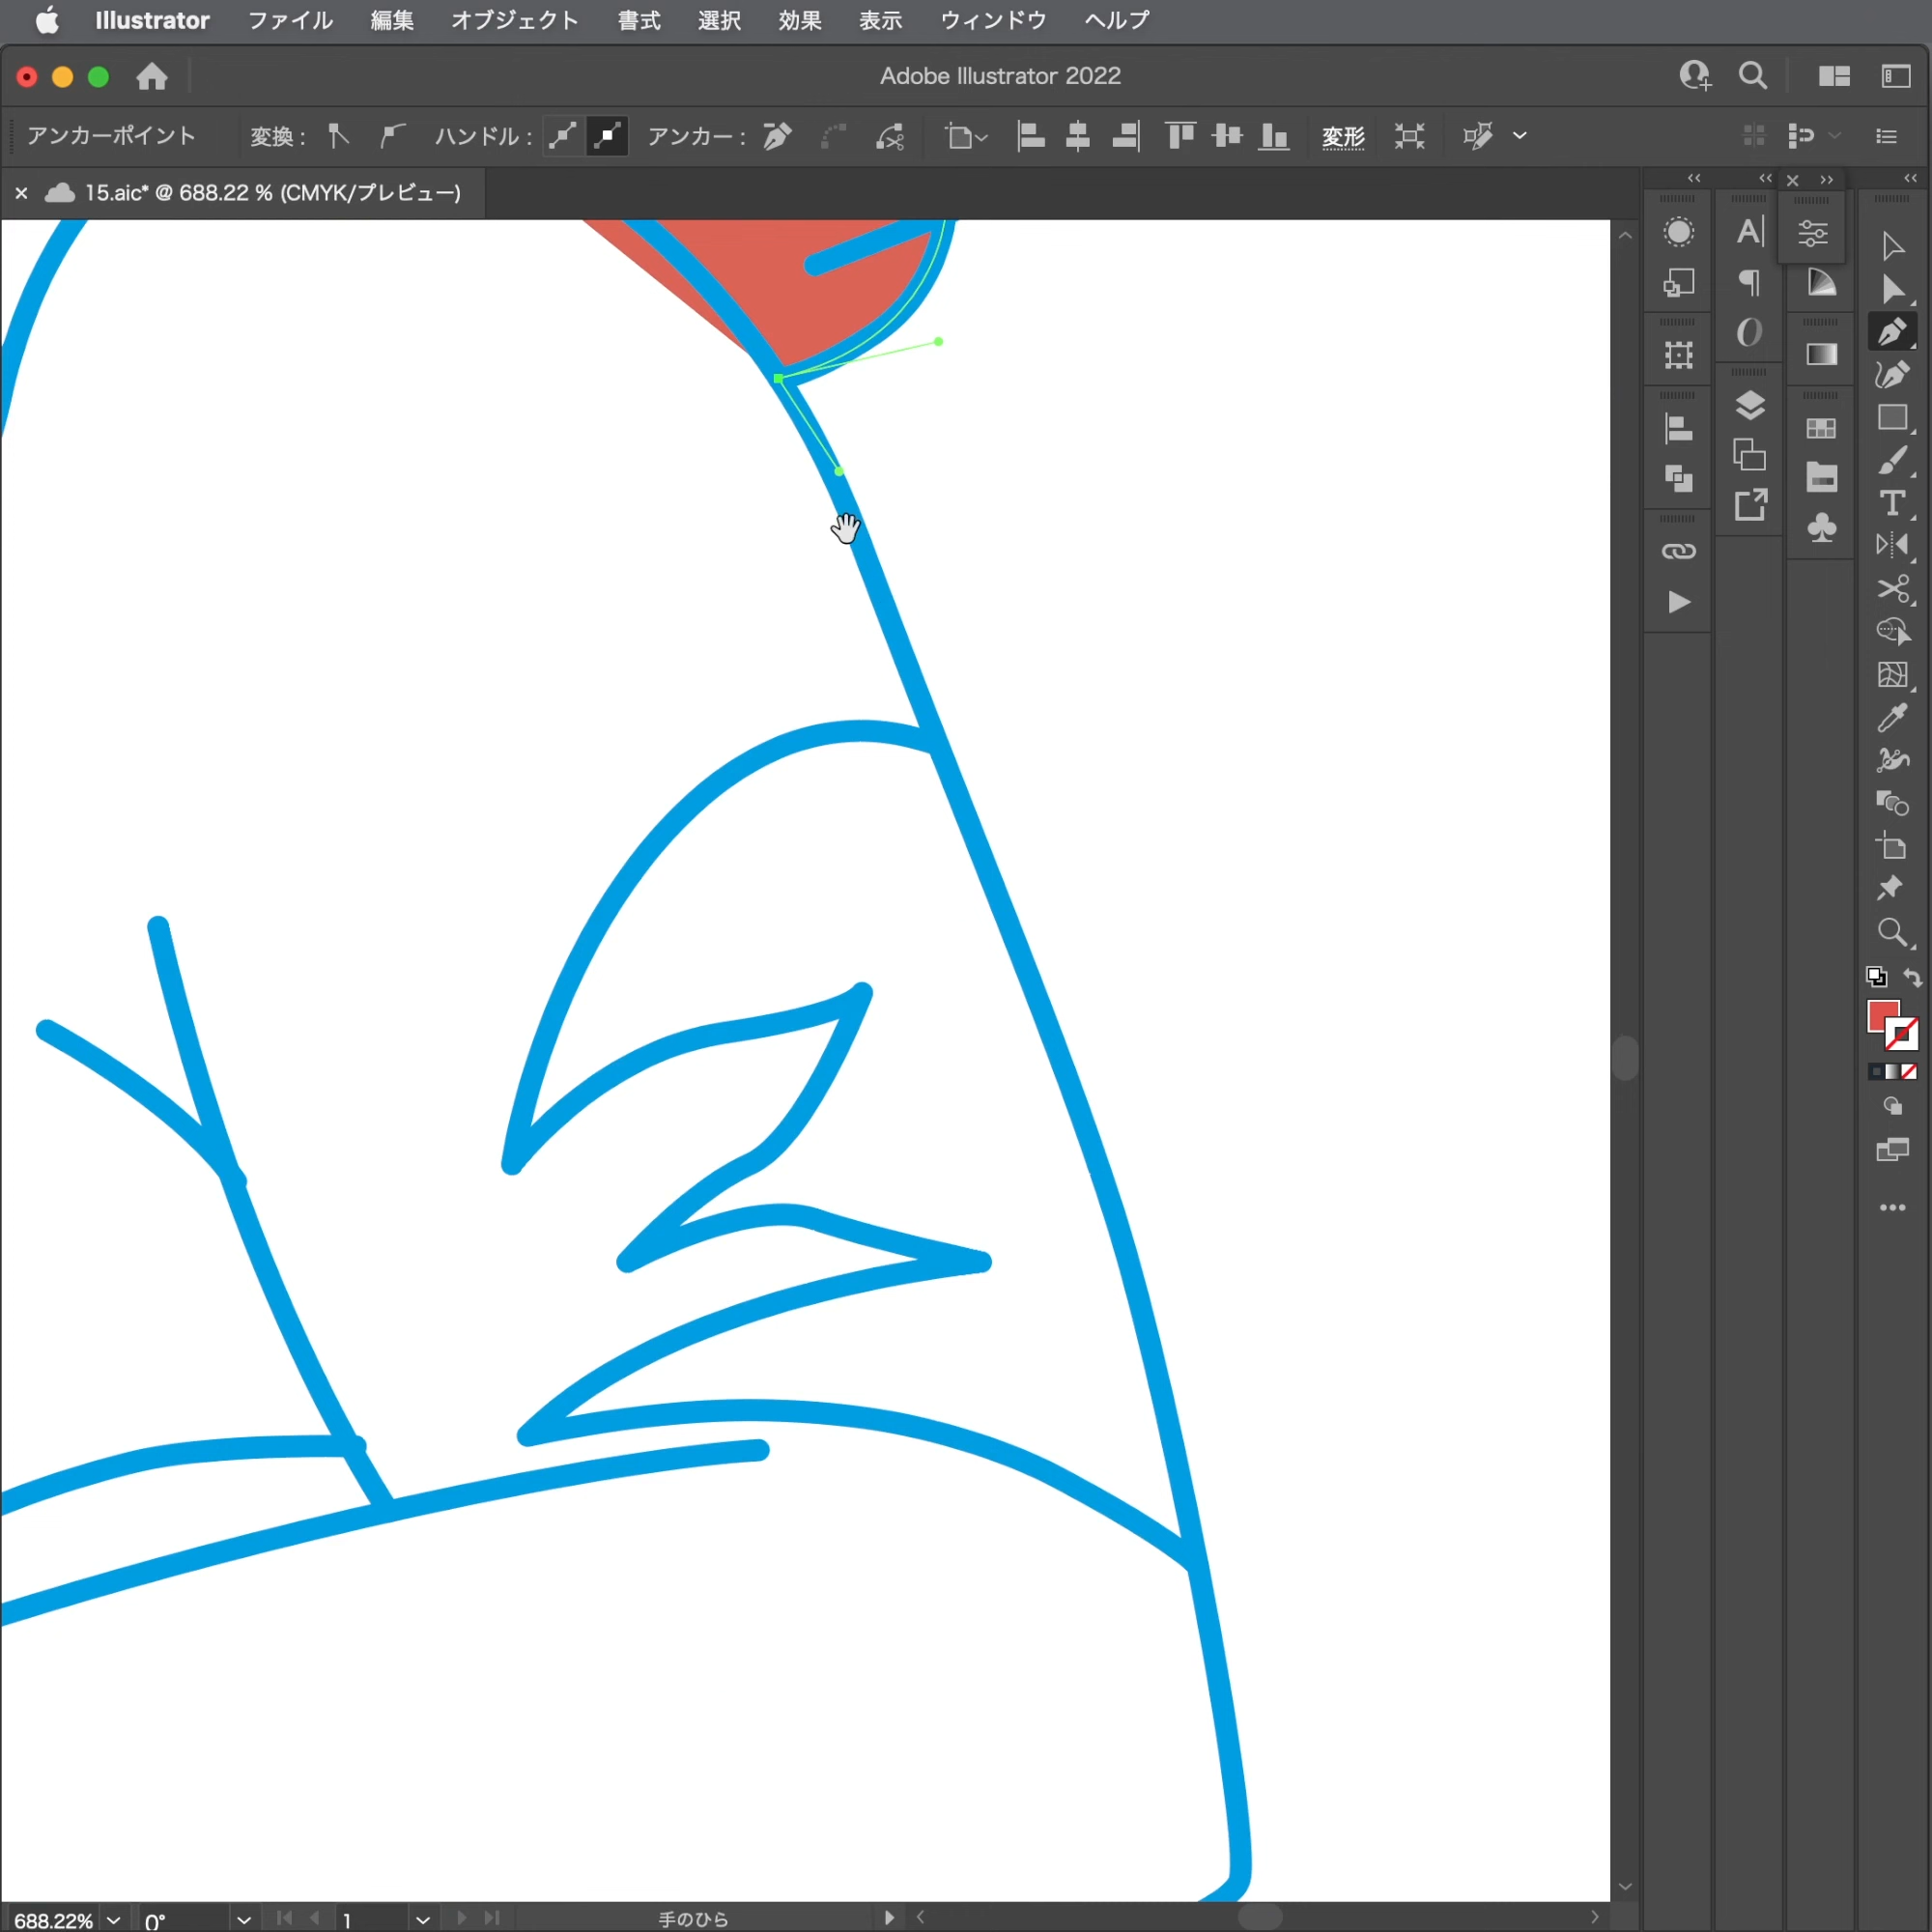 Illustrator ファイル 編集 オブジェクト 書式 選択 効果 表示 ウィンドウ ヘルプ
Adobe Illustrator 2022
アンカーポイント 変換： ハンドル： アンカー： 変形
× 15.aic* @ 688.22 % (CMYK/プレビュー)
688.22% 0° 1 手のひら